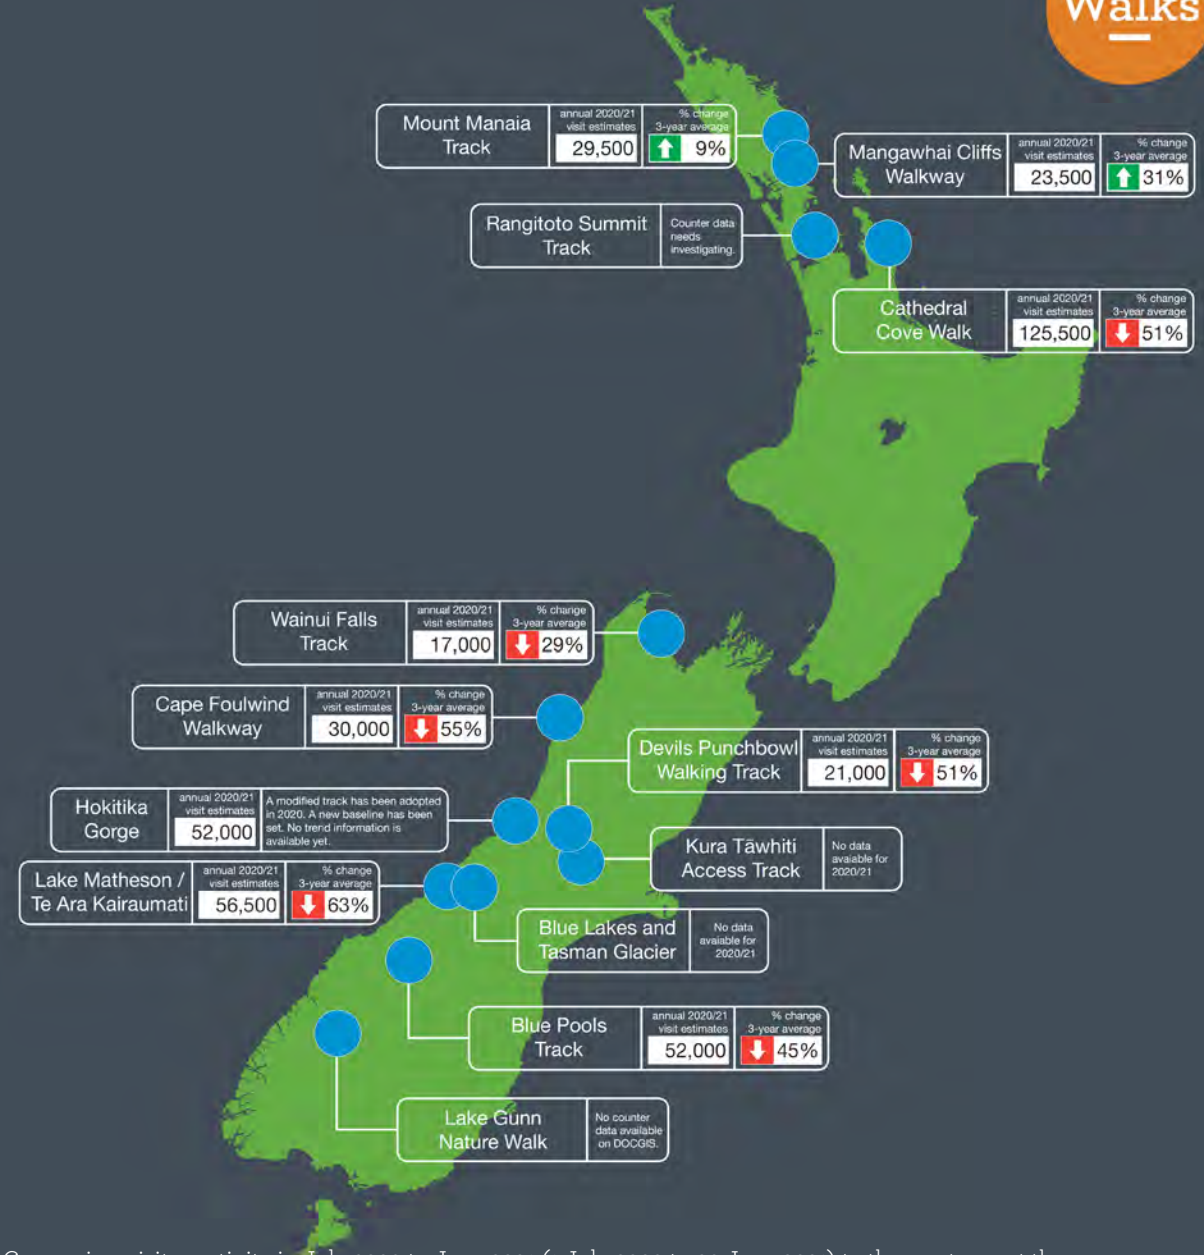 Walks
Mount Manaia
Track
annual 2020/21
visit estimates
29,500
% change
3-year average
9%
Mangawhai Cliffs
Walkway
annual 2020/21
visit estimates
23,500
% change
3-year average
31%
Rangitoto Summit
Track
Counter data
needs
investigating.
Cathedral
Cove Walk
annual 2020/21
visit estimates
125,500
% change
3-year average
51%
Wainui Falls
Track
annual 2020/21
visit estimates
17,000
% change
3-year average
29%
Cape Foulwind
Walkway
annual 2020/21
visit estimates
30,000
% change
3-year average
55%
Devils Punchbowl
Walking Track
annual 2020/21
visit estimates
21,000
% change
3-year average
51%
Hokitika
Gorge
annual 2020/21
visit estimates
52,000
A modified track has been adopted
in 2020. A new baseline has been
set. No trend information is
available yet.
Kura Tāwhiti
Access Track
No data
avaiable for
2020/21
Lake Matheson /
Te Ara Kairaumati
annual 2020/21
visit estimates
56,500
% change
3-year average
63%
Blue Lakes and
Tasman Glacier
No data
avaiable for
2020/21
Blue Pools
Track
annual 2020/21
visit estimates
52,000
% change
3-year average
45%
Lake Gunn
Nature Walk
No counter
data available
on DOCGIS.